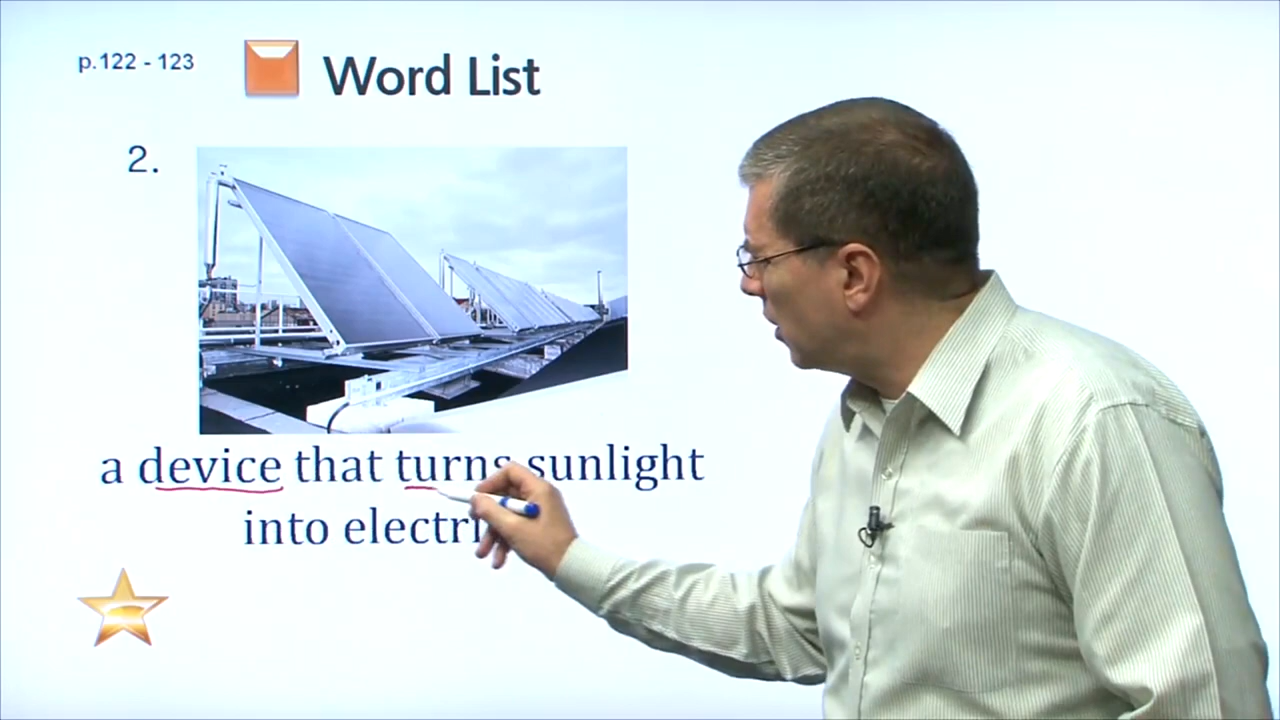 p.122 - 123
Word List
2.
a device that turns sunlight
into